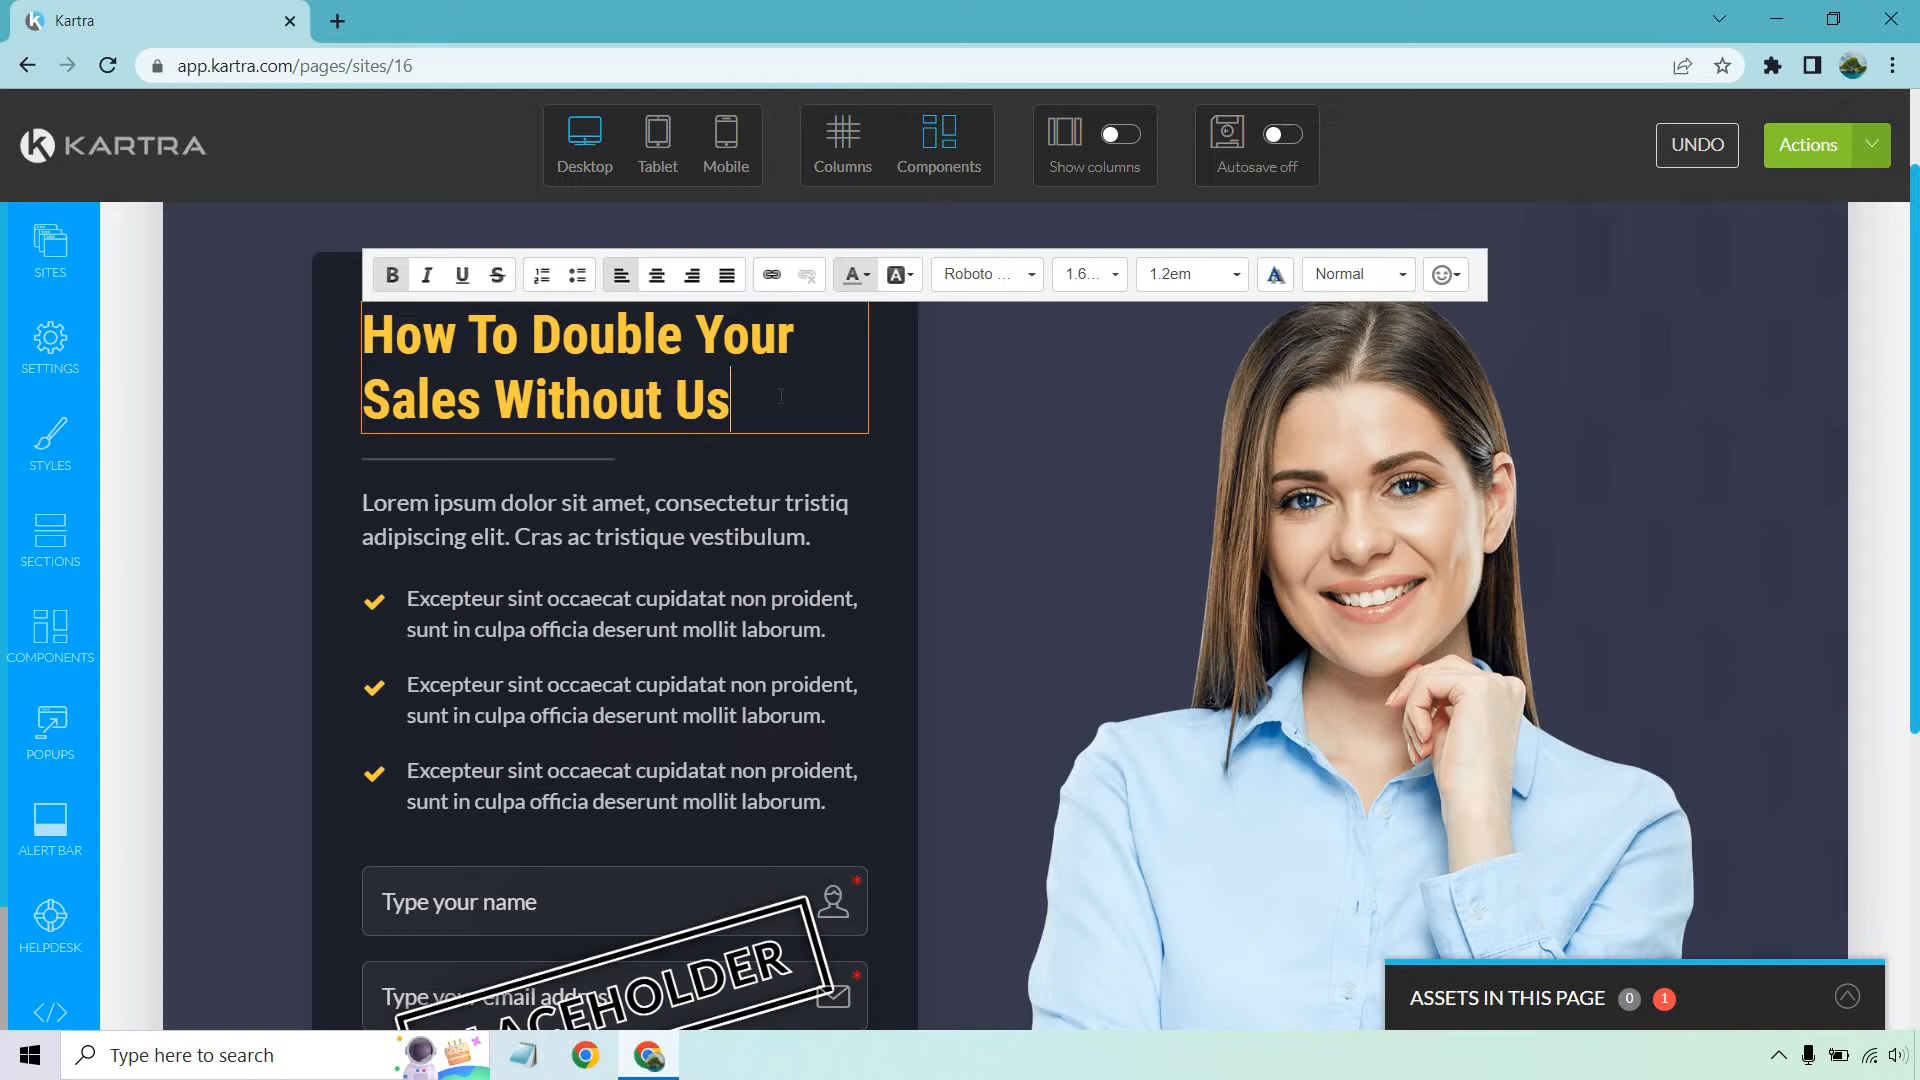 Kartra
app.kartra.com/pages/sites/16
KARTRA
Desktop
Tablet
Mobile
Columns
Components
Show columns
Autosave off
UNDO
Actions
SITES
SETTINGS
STYLES
SECTIONS
COMPONENTS
POPUPS
ALERT BAR
HELPDESK
B I U S
A A
Roboto ...
1.6...
1.2em
A
Normal
How To Double Your
Sales Without Us
Lorem ipsum dolor sit amet, consectetur tristiq
adipiscing elit. Cras ac tristique vestibulum.
Excepteur sint occaecat cupidatat non proident,
sunt in culpa officia deserunt mollit laborum.
Excepteur sint occaecat cupidatat non proident,
sunt in culpa officia deserunt mollit laborum.
Excepteur sint occaecat cupidatat non proident,
sunt in culpa officia deserunt mollit laborum.
Type your name
*
Type your email address
*
PLACEHOLDER
ASSETS IN THIS PAGE 0 1
Type here to search